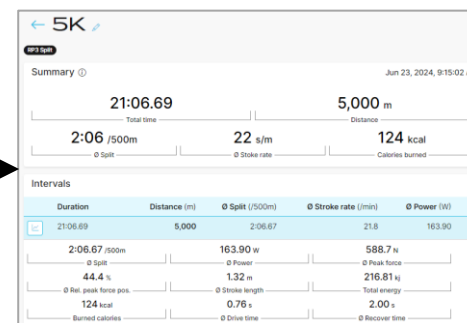 ← 5K
RP3 Split
Summary Jun 23, 2024, 9:15:02
21:06.69 5,000 m
Total time Distance
2:06 /500m 22 s/m 124 kcal
Ø Split Ø Stoke rate Calories burned
Intervals
Duration Distance (m) Ø Split (/500m) Ø Stroke rate (/min) Ø Power (W)
21:06.69 5,000 2:06.67 21.8 163.90
2:06.67 /500m 163.90 W 588.7 N
Ø Split Ø Power Ø Peak force
44.4 % 1.32 m 216.81 kj
Ø Rel. peak force pos. Ø Stroke length Total energy
124 kcal 0.76 s 2.00 s
Burned calories Ø Drive time Ø Recover time